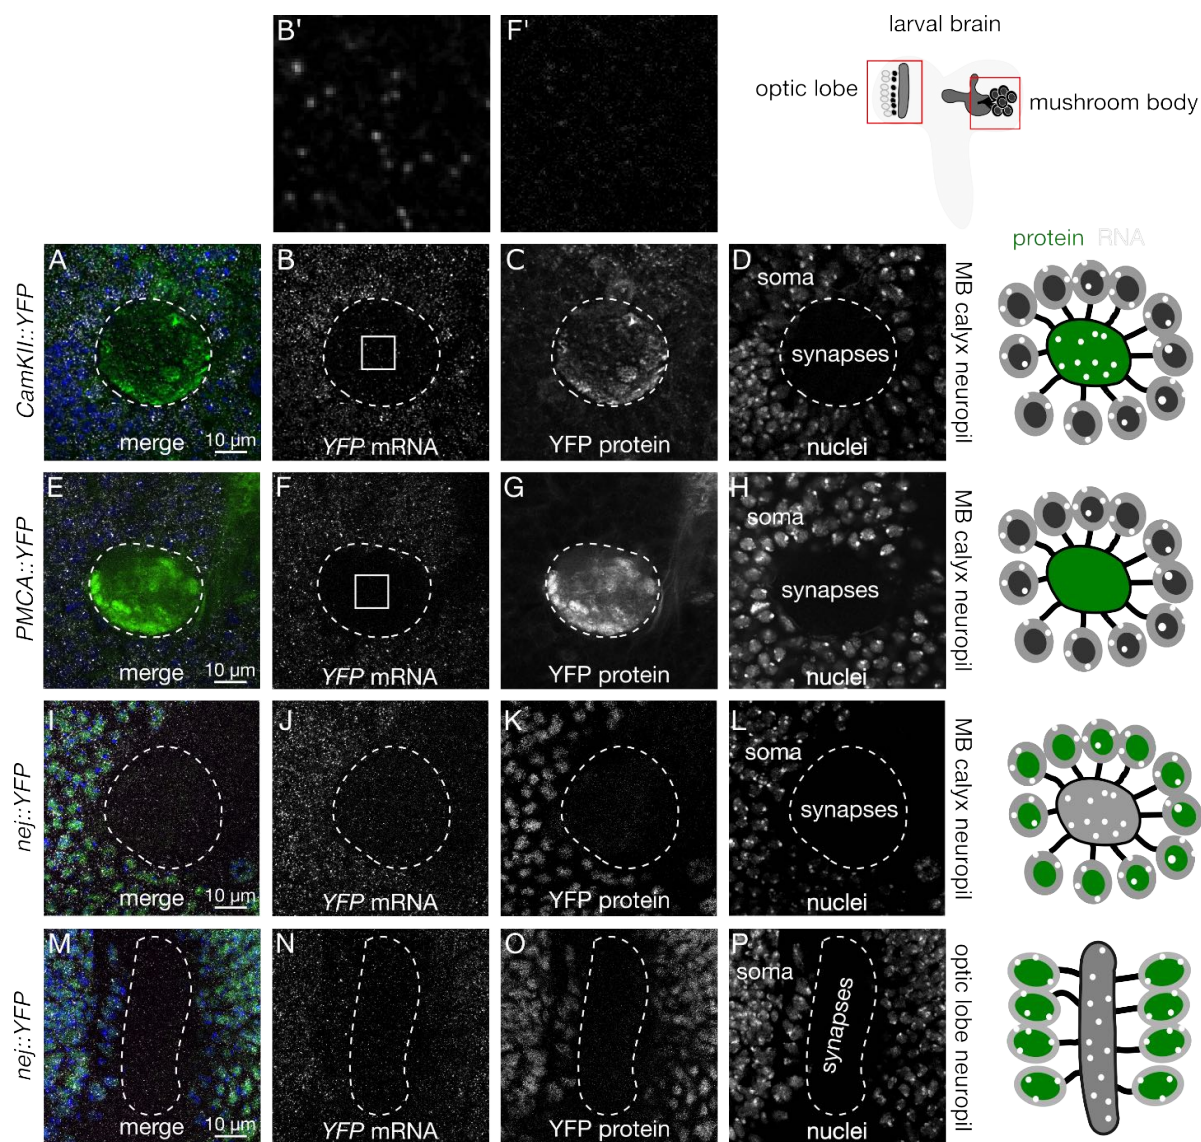 B'
F'
larval brain
optic lobe
mushroom body
protein RNA
CamKII::YFP
A
merge
10 µm
B
YFP mRNA
C
YFP protein
D
soma
synapses
nuclei
MB calyx neuropil
PMCA::YFP
E
merge
10 µm
F
YFP mRNA
G
YFP protein
H
soma
synapses
nuclei
MB calyx neuropil
nej::YFP
I
merge
10 µm
J
YFP mRNA
K
YFP protein
L
soma
synapses
nuclei
MB calyx neuropil
nej::YFP
M
merge
10 µm
N
YFP mRNA
O
YFP protein
P
soma
synapses
nuclei
optic lobe neuropil